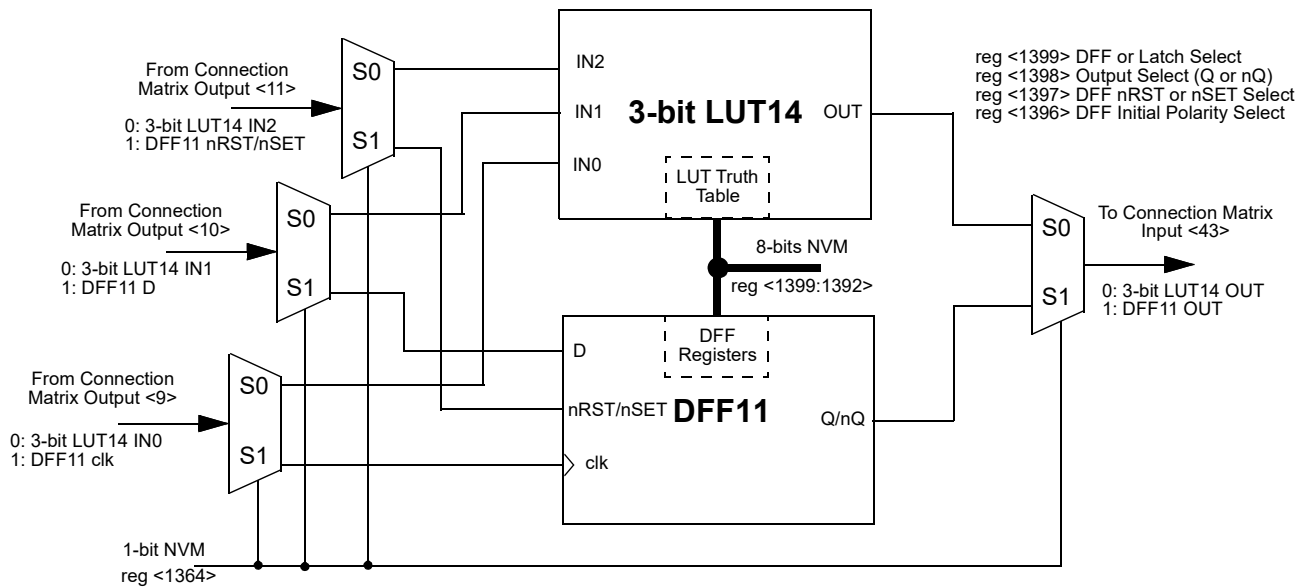 From Connection
Matrix Output <11>
0: 3-bit LUT14 IN2
1: DFF11 nRST/nSET
S0
S1
From Connection
Matrix Output <10>
0: 3-bit LUT14 IN1
1: DFF11 D
S0
S1
From Connection
Matrix Output <9>
0: 3-bit LUT14 IN0
1: DFF11 clk
S0
S1
1-bit NVM
reg <1364>
IN2
IN1
IN0
3-bit LUT14
OUT
LUT Truth
Table
8-bits NVM
reg <1399:1392>
DFF
Registers
D
nRST/nSET
clk
DFF11
Q/nQ
reg <1399> DFF or Latch Select
reg <1398> Output Select (Q or nQ)
reg <1397> DFF nRST or nSET Select
reg <1396> DFF Initial Polarity Select
S0
S1
To Connection Matrix
Input <43>
0: 3-bit LUT14 OUT
1: DFF11 OUT